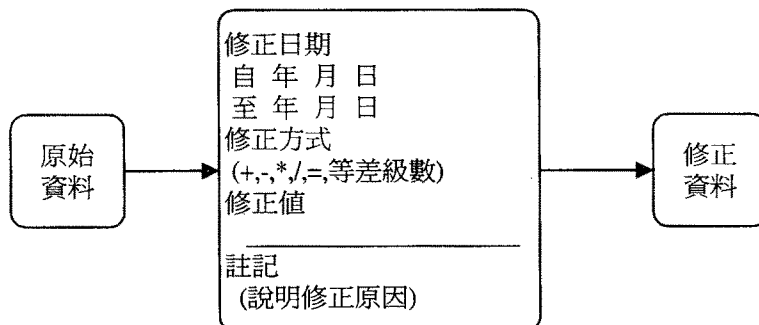 原始
資料
修正日期
自 年 月 日
至 年 月 日
修正方式
(+,-,*,/,=,等差級數)
修正值
註記
(說明修正原因)
修正
資料